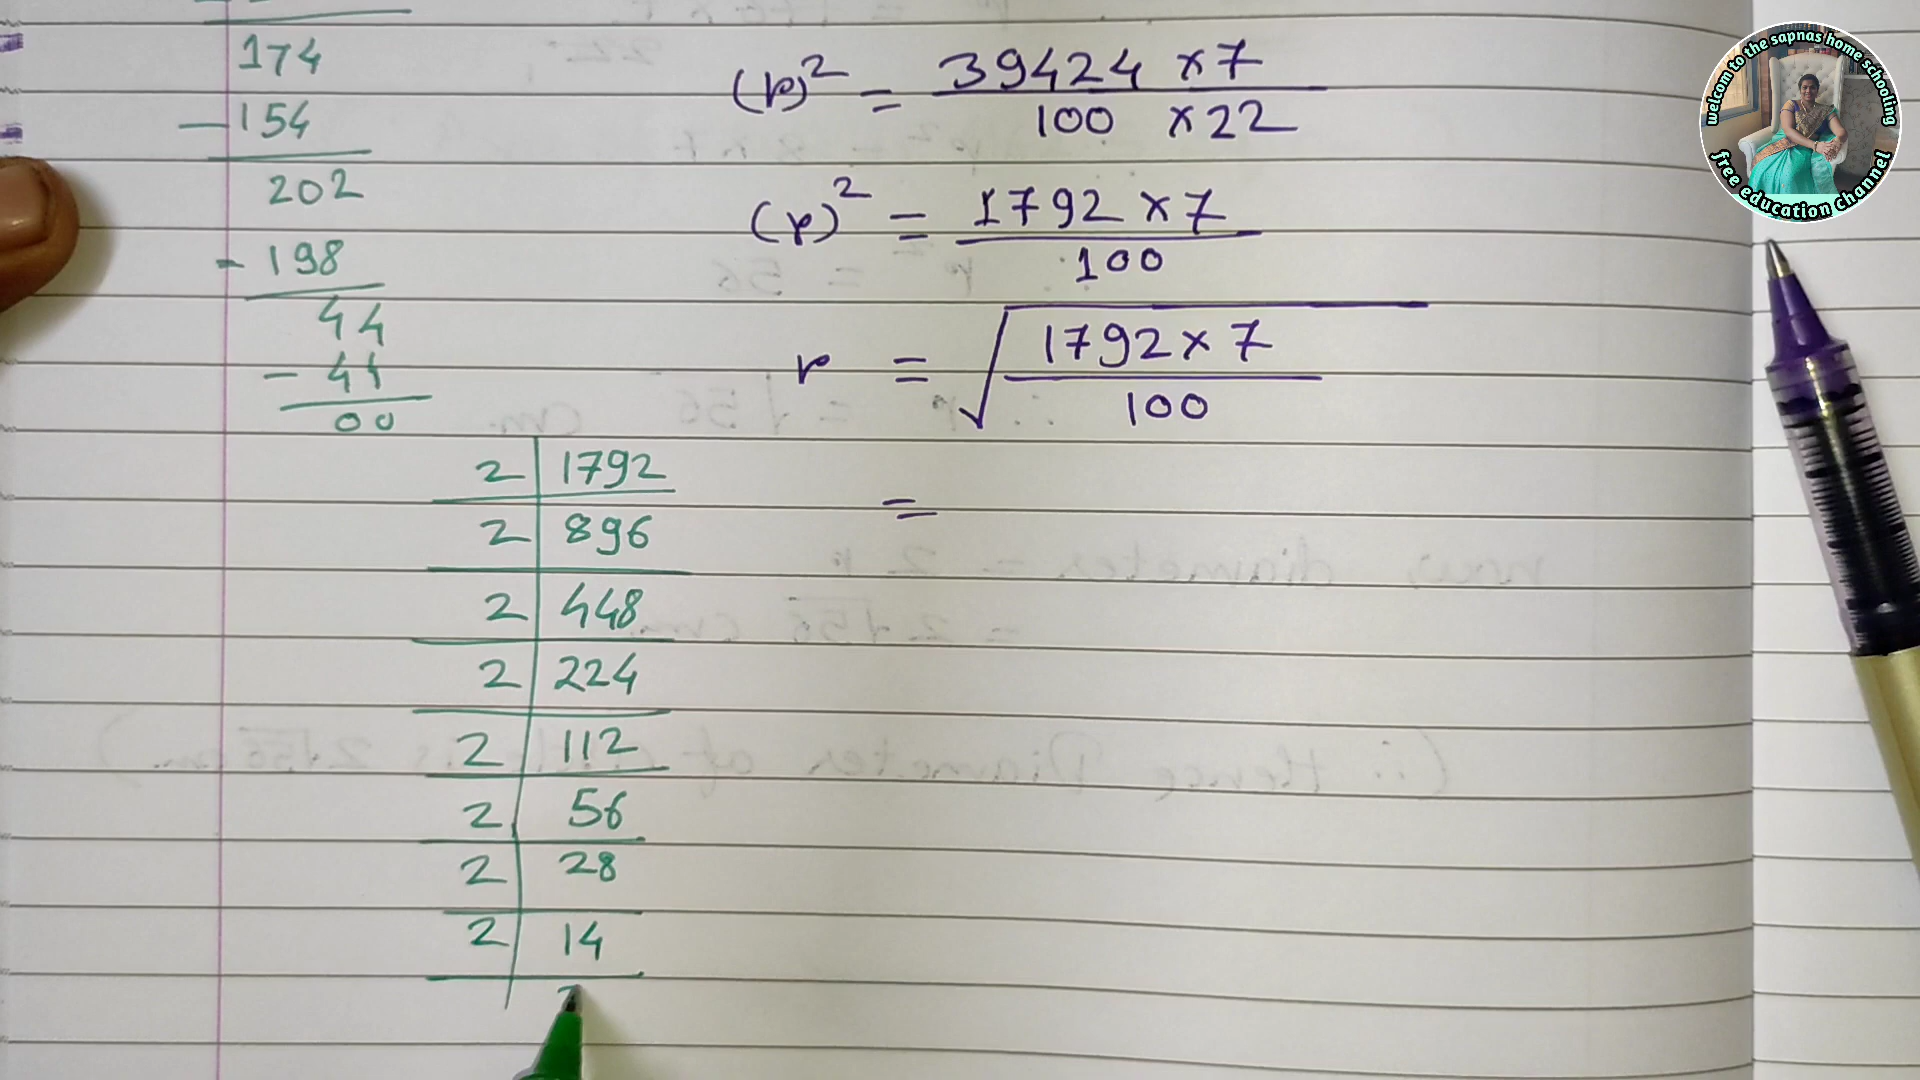 174
- 154
202
- 198
44
- 44
00
(r)² = 39424 × 7 / 100 × 22
(r)² = 1792 × 7 / 100
r = √(1792 × 7 / 100)
=
2 | 1792
2 | 896
2 | 448
2 | 224
2 | 112
2 | 56
2 | 28
2 | 14
welcom to the sapnas home schooling
free education channel